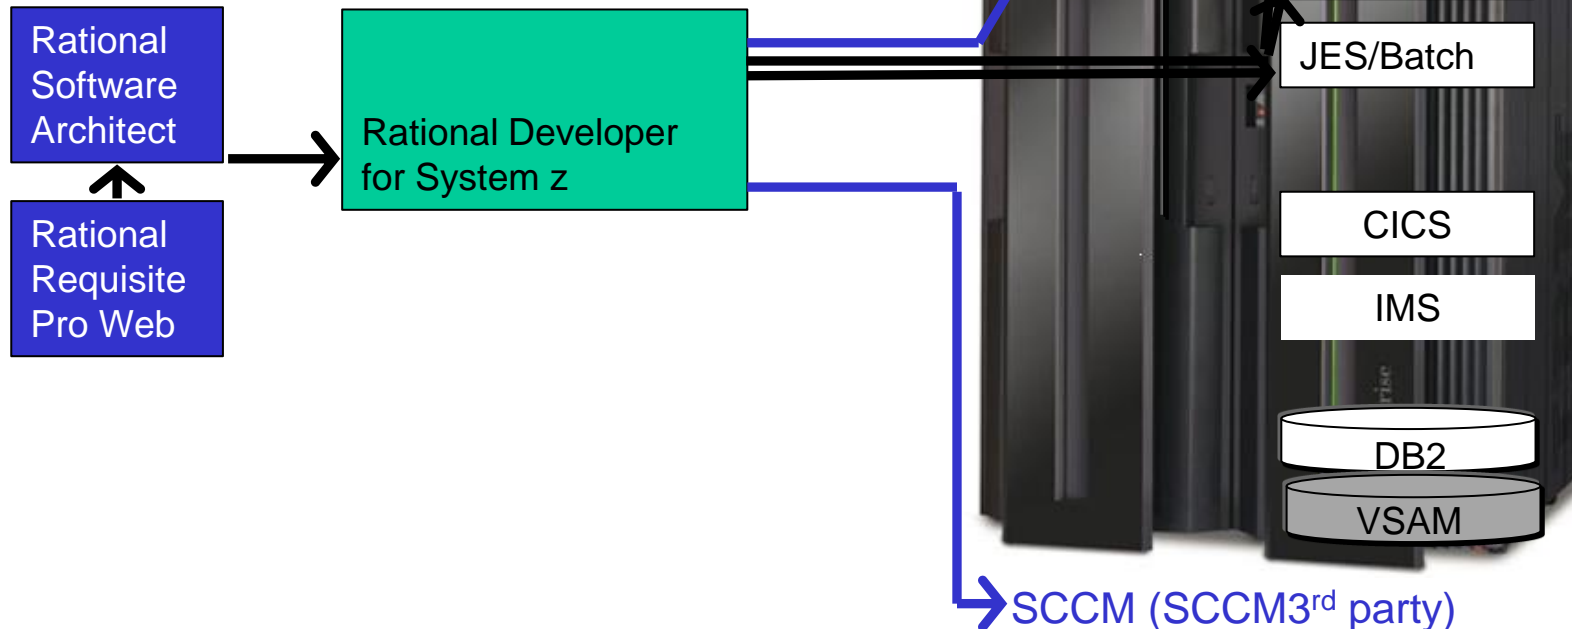 Rational
Software
Architect
Rational Developer
for System z
Rational
Requisite
Pro Web
JES/Batch
CICS
IMS
rise
DB2
VSAM
SCCM (SCCM3rd party)